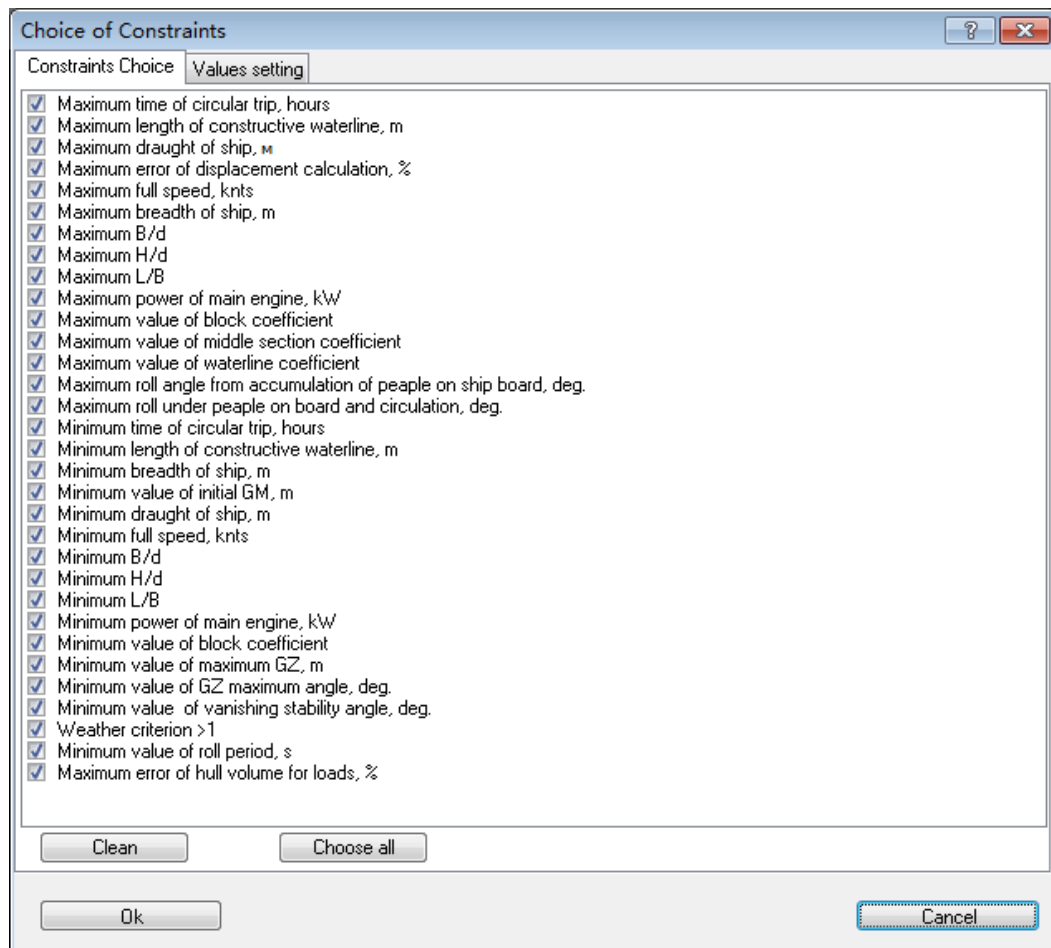 Choice of Constraints
Constraints Choice
Values setting
Maximum time of circular trip, hours
Maximum length of constructive waterline, m
Maximum draught of ship, м
Maximum error of displacement calculation, %
Maximum full speed, knts
Maximum breadth of ship, m
Maximum B/d
Maximum H/d
Maximum L/B
Maximum power of main engine, kW
Maximum value of block coefficient
Maximum value of middle section coefficient
Maximum value of waterline coefficient
Maximum roll angle from accumulation of peaple on ship board, deg.
Maximum roll under peaple on board and circulation, deg.
Minimum time of circular trip, hours
Minimum length of constructive waterline, m
Minimum breadth of ship, m
Minimum value of initial GM, m
Minimum draught of ship, m
Minimum full speed, knts
Minimum B/d
Minimum H/d
Minimum L/B
Minimum power of main engine, kW
Minimum value of block coefficient
Minimum value of maximum GZ, m
Minimum value of GZ maximum angle, deg.
Minimum value  of vanishing stability angle, deg.
Weather criterion >1
Minimum value of roll period, s
Maximum error of hull volume for loads, %
Clean
Choose all
Ok
Cancel